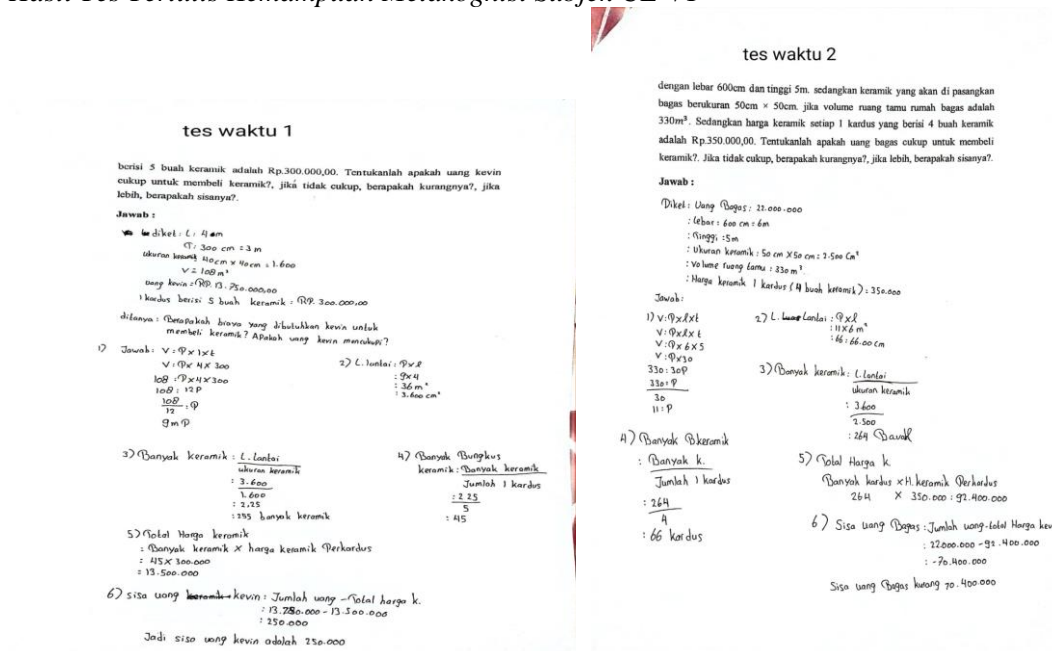 Hasil Tes Tertulis Kemampuan Metakognisi Subjek
tes waktu 1
berisi 5 buah keramik adalah Rp.300.000,00. Tentukanlah apakah uang kevin
cukup untuk membeli keramik?, jika tidak cukup, berapakah kurangnya?, jika
lebih, berapakah sisanya?.
Jawab :
diket : L : 4 m
T : 300 cm = 3 m
ukuran 40cm x 40cm = 1.600
V = 108 m³
uang kevin = RP. 13.750.000,00
1 kardus berisi 5 buah keramik = RP. 300.000,00
ditanya : Berapakah biaya yang dibutuhkan kevin untuk
membeli keramik? Apakah uang kevin mencukupi?
1) Jawab : V = P x l x t
V : P x 4 x 300
108 : P x 4 x 300
108 : 12 P
108 : P
12
9 m P
2) L. lantai : P x l
: 9 x 4
: 36 m²
: 3.600 cm²
3) Banyak keramik : L. Lantai
ukuran keramik
: 3.600
1.600
: 2,25
: 255 banyak keramik
4) Banyak Bungkus
keramik : Banyak keramik
Jumlah 1 kardus
: 2 25
5
: 45
5) Total Harga keramik
: Banyak keramik x harga keramik Perkardus
: 45 x 300.000
= 13.500.000
6) sisa uang kevin : Jumlah uang - Total harga k.
: 13.750.000 - 13.500.000
: 250.000
Jadi sisa uang kevin adalah 250.000
tes waktu 2
dengan lebar 600cm dan tinggi 5m. sedangkan keramik yang akan di pasangkan
bagas berukuran 50cm × 50cm. jika volume ruang tamu rumah bagas adalah
330m³. Sedangkan harga keramik setiap 1 kardus yang berisi 4 buah keramik
adalah Rp.350.000,00. Tentukanlah apakah uang bagas cukup untuk membeli
keramik?. Jika tidak cukup, berapakah kurangnya?, jika lebih, berapakah sisanya?.
Jawab :
Diket : Uang Bagas : 22.000.000
: Lebar : 600 cm = 6m
: Tinggi : 5m
: Ukuran keramik : 50 cm x 50 cm : 2.500 Cm²
: Volume ruang tamu : 330 m³
: Harga keramik 1 kardus (4 buah keramik) : 350.000
Jawab :
1) V : P x l x t
V : P x l x t
V : P x 6 x 5
V : P x 30
330 : 30P
330 : P
30
11 : P
2) L. Lantai : P x l
: 11 x 6 m²
: 66 : 66.00 cm
3) Banyak keramik : L. Lantai
ukuran keramik
: 3.600
2.500
: 264 Banyak
4) Banyak B keramik
: Banyak k.
Jumlah 1 kardus
: 264
4
: 66 kardus
5) Total Harga k
Banyak kardus x H. keramik Perkardus
264 x 350.000 : 92.400.000
6) Sisa uang Bagas : Jumlah uang - total Harga
: 22.000.000 - 92.400.000
: - 70.400.000
Sisa uang Bagas kurang 70.400.000